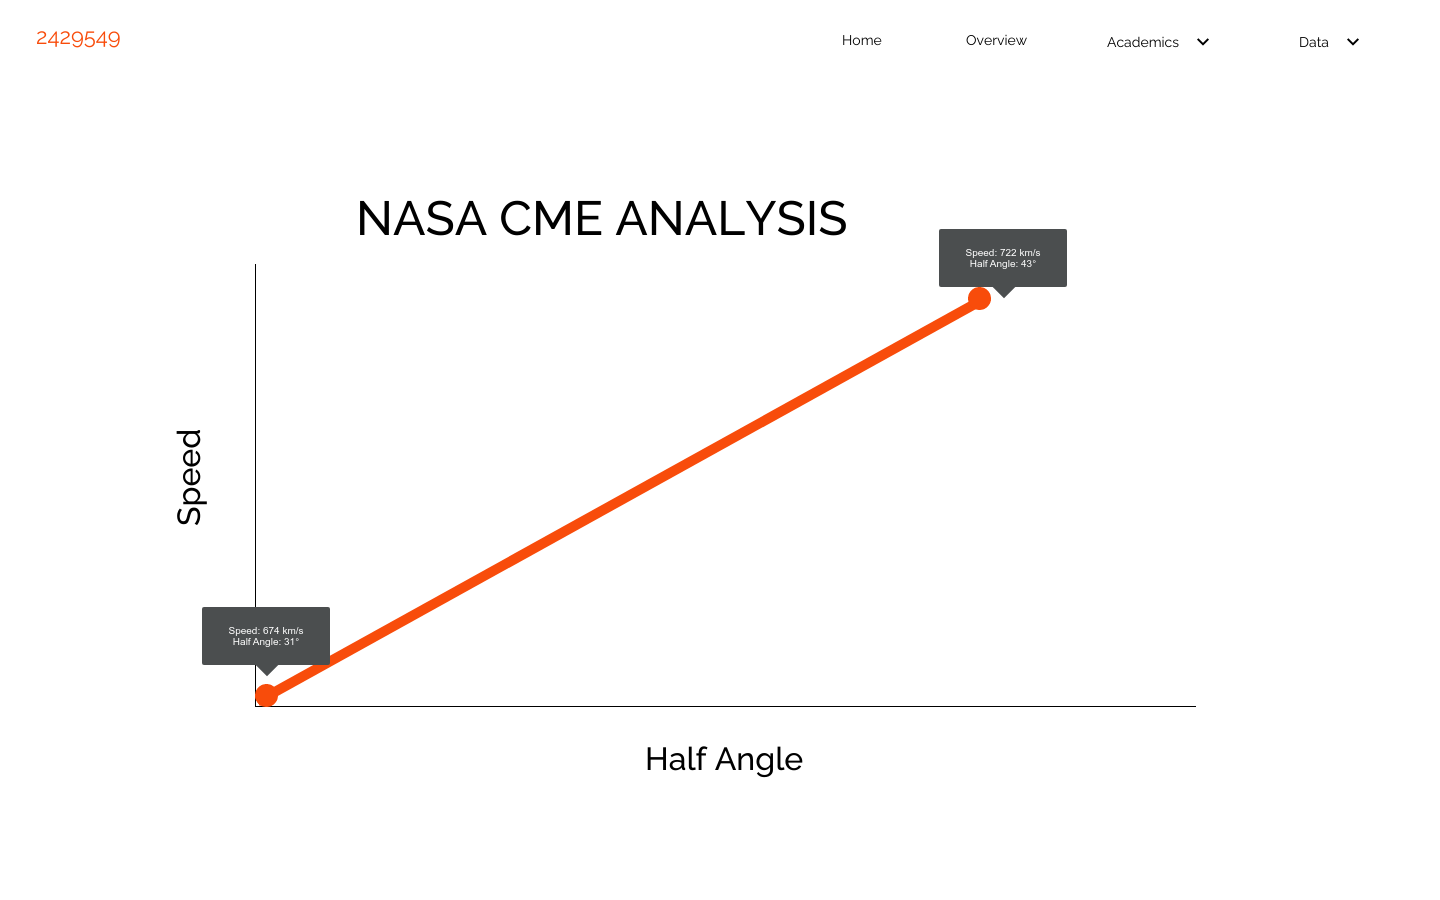 2429549
Home
Overview
Academics
Data
NASA CME ANALYSIS
Speed: 722 km/s
Half Angle: 43°
Speed
Speed: 674 km/s
Half Angle: 31°
Half Angle